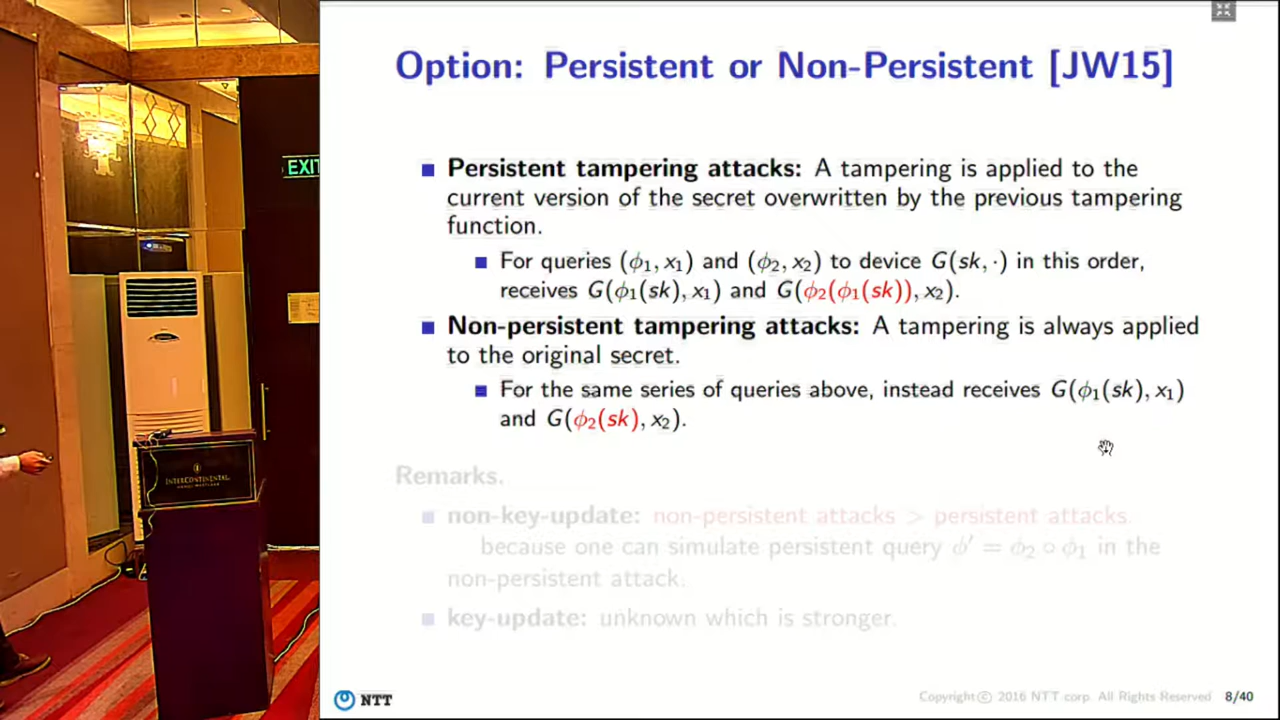 Option: Persistent or Non-Persistent [JW15]
EXIT
Persistent tampering attacks: A tampering is applied to the
current version of the secret overwritten by the previous tampering
function.
For queries (ϕ₁, x₁) and (ϕ₂, x₂) to device G(sk, ·) in this order,
receives G(ϕ₁(sk), x₁) and G(ϕ₂(ϕ₁(sk)), x₂).
Non-persistent tampering attacks: A tampering is always applied
to the original secret.
For the same series of queries above, instead receives G(ϕ₁(sk), x₁)
and G(ϕ₂(sk), x₂).
INTERCONTINENTAL
Remarks.
non-key-update: non-persistent attacks > persistent attacks.
because one can simulate persistent query ϕ′ = ϕ₂ ∘ ϕ₁ in the
non-persistent attack.
key-update: unknown which is stronger.
NTT
Copyright© 2016 NTT corp. All Rights Reserved
8/40